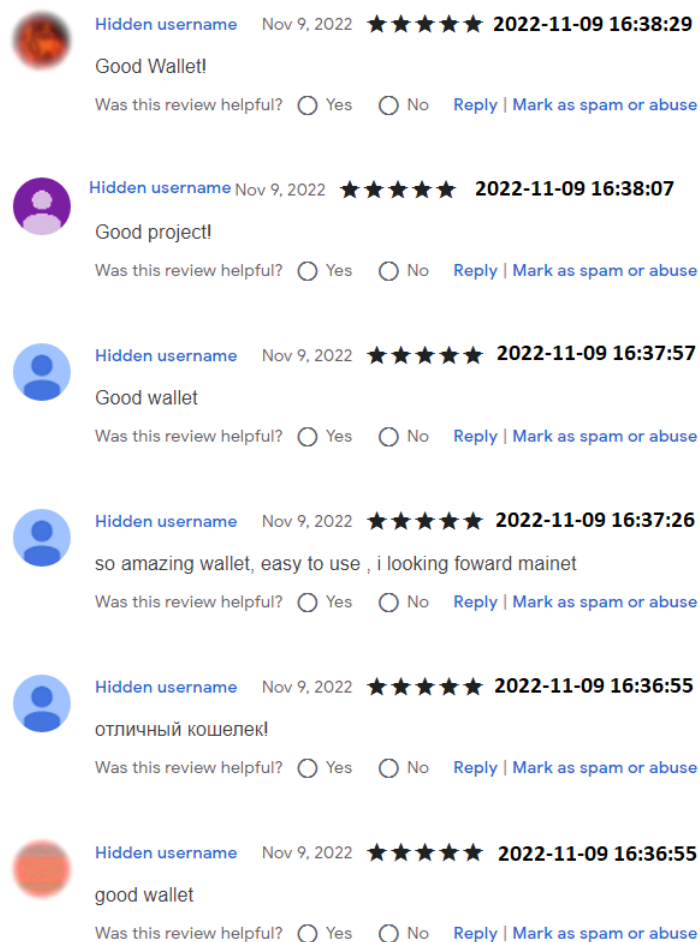 Hidden username Nov 9, 2022 ★★★★★ 2022-11-09 16:38:29
Good Wallet!
Was this review helpful? Yes No Reply | Mark as spam or abuse
Hidden username Nov 9, 2022 ★★★★★ 2022-11-09 16:38:07
Good project!
Was this review helpful? Yes No Reply | Mark as spam or abuse
Hidden username Nov 9, 2022 ★★★★★ 2022-11-09 16:37:57
Good wallet
Was this review helpful? Yes No Reply | Mark as spam or abuse
Hidden username Nov 9, 2022 ★★★★★ 2022-11-09 16:37:26
so amazing wallet, easy to use , i looking foward mainet
Was this review helpful? Yes No Reply | Mark as spam or abuse
Hidden username Nov 9, 2022 ★★★★★ 2022-11-09 16:36:55
отличный кошелек!
Was this review helpful? Yes No Reply | Mark as spam or abuse
Hidden username Nov 9, 2022 ★★★★★ 2022-11-09 16:36:55
good wallet
Was this review helpful? Yes No Reply | Mark as spam or abuse